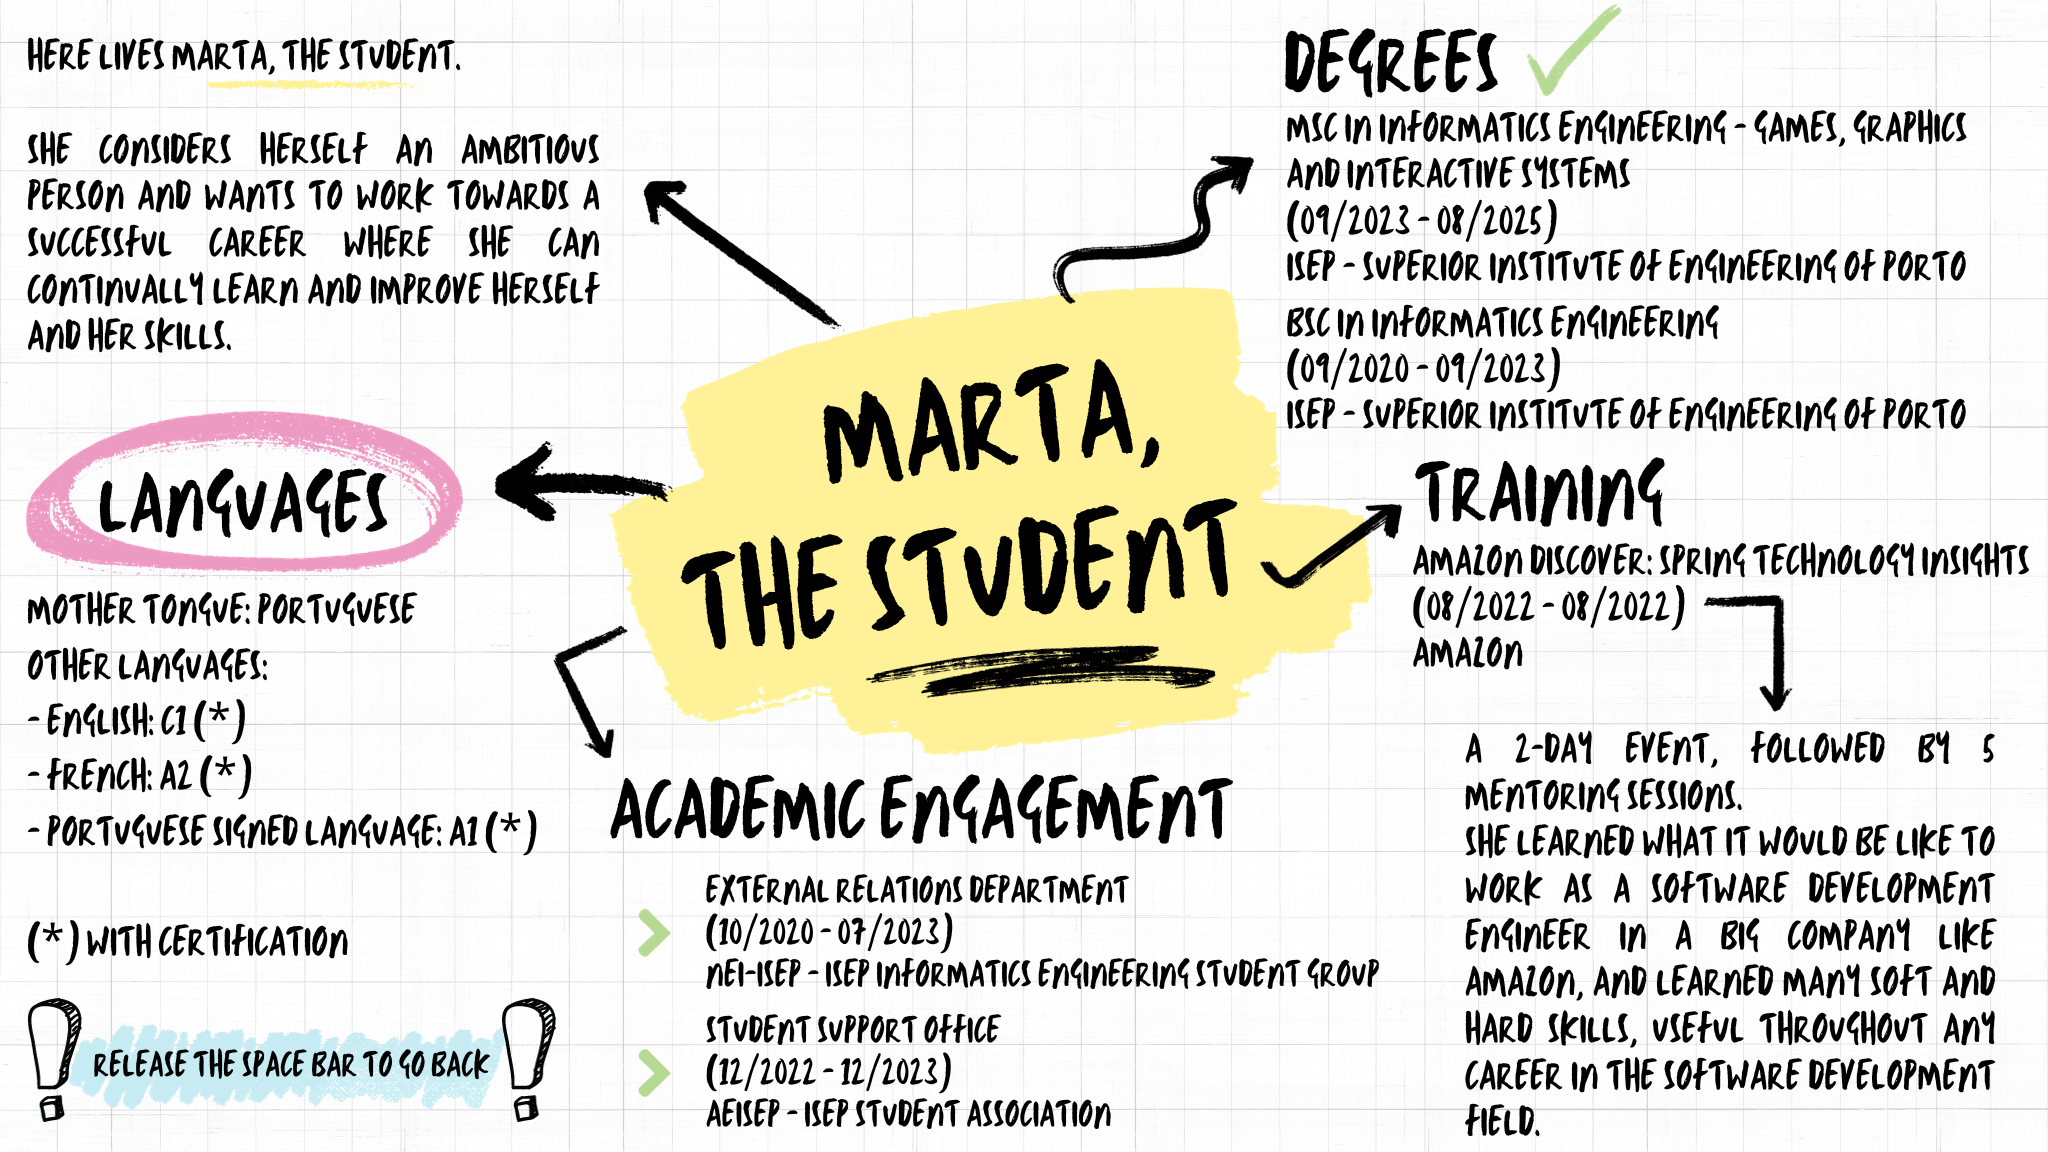 HERE LIVES MARTA, THE STUDENT.
SHE CONSIDERS HERSELF AN AMBITIOUS
PERSON AND WANTS TO WORK TOWARDS A
SUCCESSFUL CAREER WHERE SHE CAN
CONTINUALLY LEARN AND IMPROVE HERSELF
AND HER SKILLS.
LANGUAGES
MOTHER TONGUE: PORTUGUESE
OTHER LANGUAGES:
- ENGLISH: C1 (*)
- FRENCH: A2 (*)
- PORTUGUESE SIGNED LANGUAGE: A1 (*)
(*) WITH CERTIFICATION
RELEASE THE SPACE BAR TO GO BACK
MARTA,
THE STUDENT
ACADEMIC ENGAGEMENT
EXTERNAL RELATIONS DEPARTMENT
(10/2020 - 07/2023)
NEI-ISEP - ISEP INFORMATICS ENGINEERING STUDENT GROUP
STUDENT SUPPORT OFFICE
(12/2022 - 12/2023)
AEISEP - ISEP STUDENT ASSOCIATION
DEGREES
MSC IN INFORMATICS ENGINEERING - GAMES, GRAPHICS
AND INTERACTIVE SYSTEMS
(09/2023 - 08/2025)
ISEP - SUPERIOR INSTITUTE OF ENGINEERING OF PORTO
BSC IN INFORMATICS ENGINEERING
(09/2020 - 09/2023)
ISEP - SUPERIOR INSTITUTE OF ENGINEERING OF PORTO
TRAINING
AMAZON DISCOVER: SPRING TECHNOLOGY INSIGHTS
(08/2022 - 08/2022)
AMAZON
A 2-DAY EVENT, FOLLOWED BY 5
MENTORING SESSIONS.
SHE LEARNED WHAT IT WOULD BE LIKE TO
WORK AS A SOFTWARE DEVELOPMENT
ENGINEER IN A BIG COMPANY LIKE
AMAZON, AND LEARNED MANY SOFT AND
HARD SKILLS, USEFUL THROUGHOUT ANY
CAREER IN THE SOFTWARE DEVELOPMENT
FIELD.